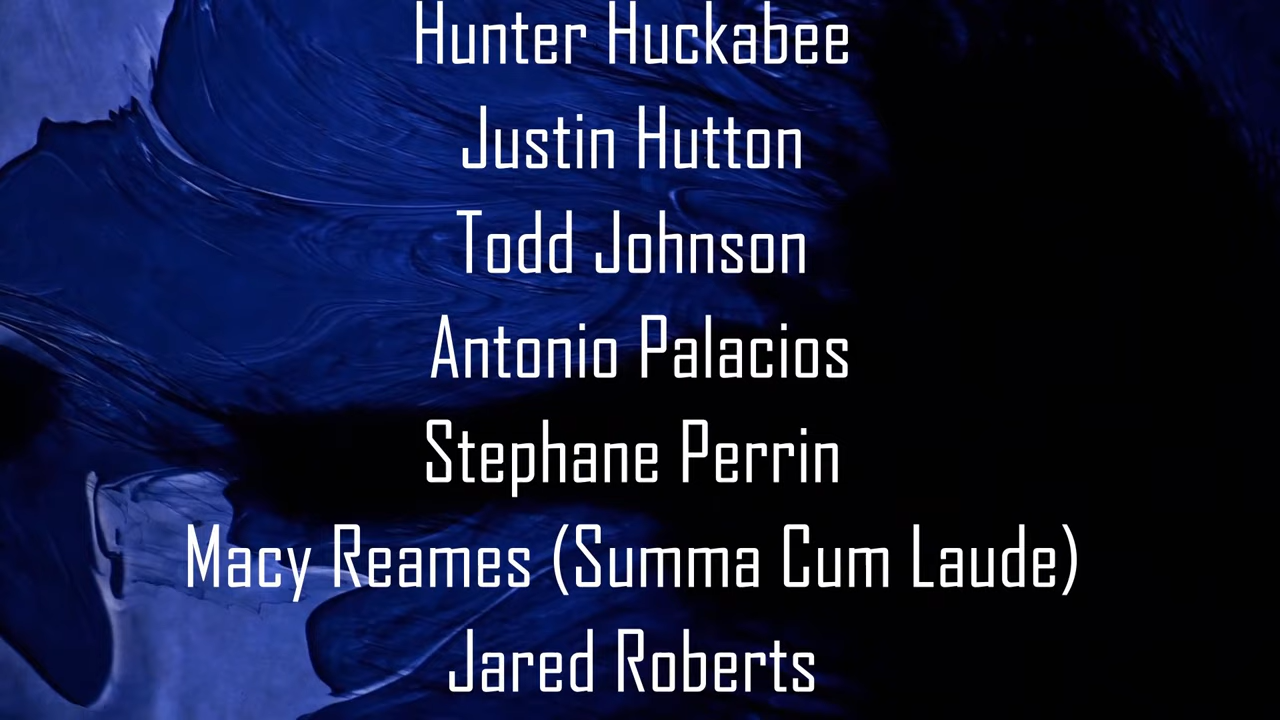 Hunter Huckabee
Justin Hutton
Todd Johnson
Antonio Palacios
Stephane Perrin
Macy Reames (Summa Cum Laude)
Jared Roberts